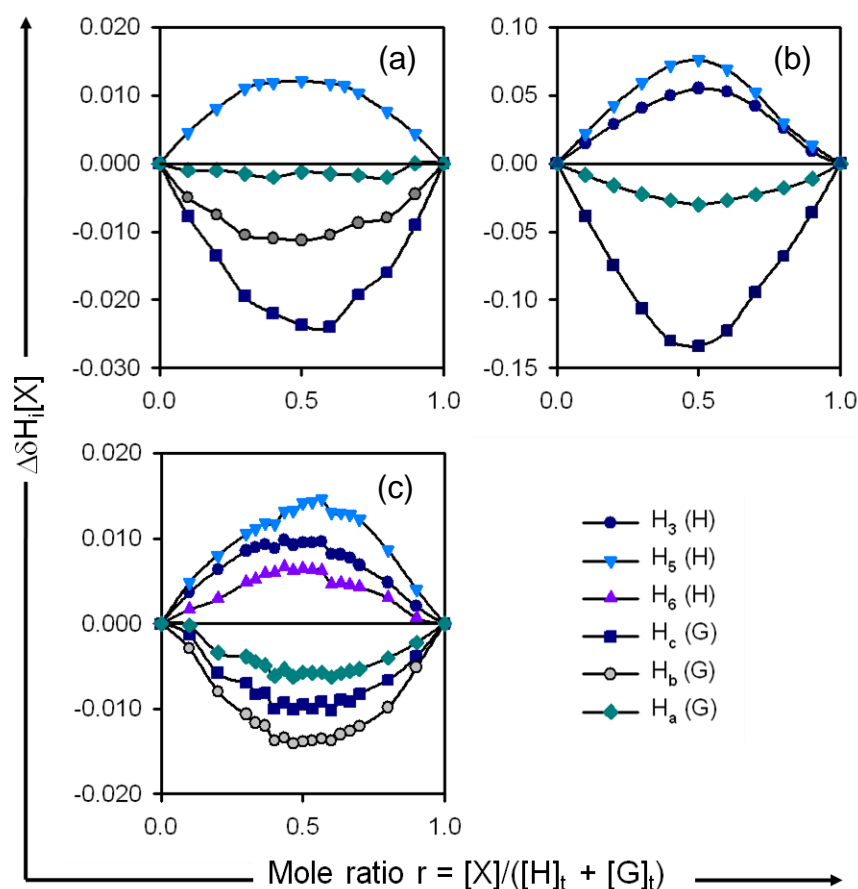 ΔδHᵢ[X]
(a)
0.020
0.010
0.000
-0.010
-0.020
-0.030
0.0 0.5 1.0
(b)
0.10
0.05
0.00
-0.05
-0.10
-0.15
0.0 0.5 1.0
(c)
0.020
0.010
0.000
-0.010
-0.020
0.0 0.5 1.0
H₃ (H)
H₅ (H)
H₆ (H)
H꜀ (G)
H_b (G)
Hₐ (G)
Mole ratio r = [X]/([H]ₜ + [G]ₜ)